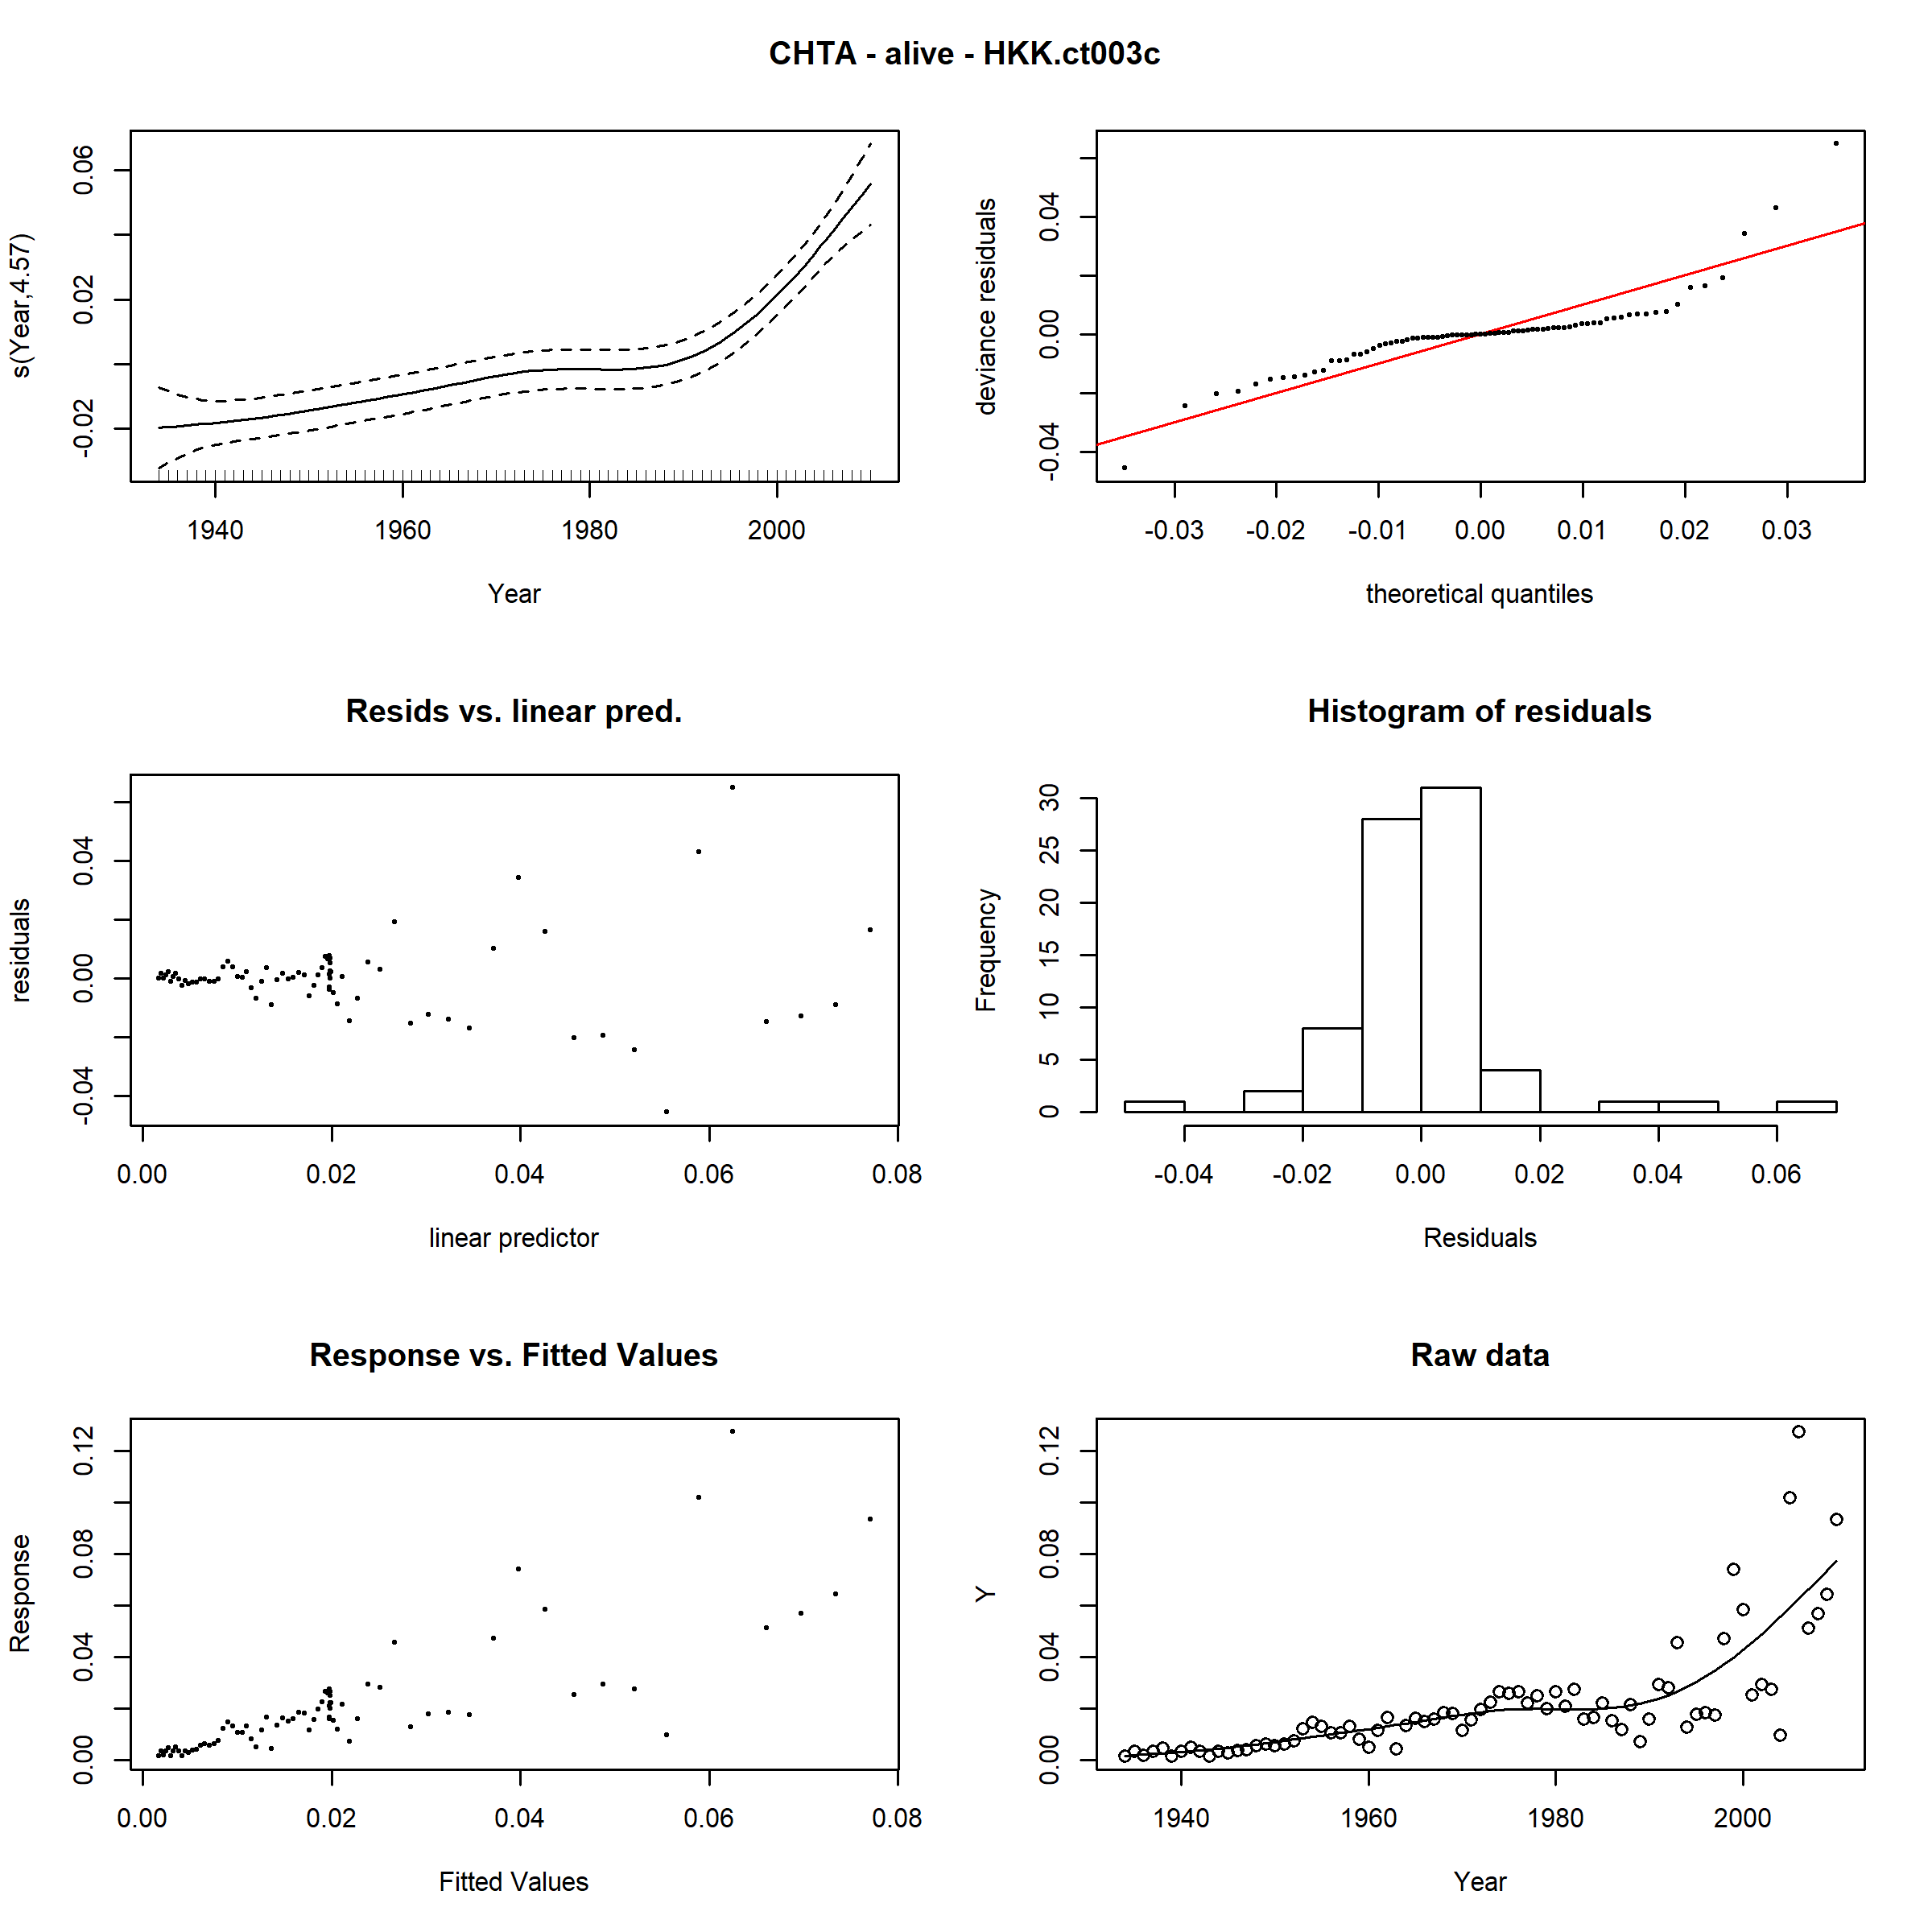 CHTA - alive - HKK.ct003c
s(Year,4.57)
-0.02 0.02 0.06
1940 1960 1980 2000
Year
deviance residuals
-0.04 0.00 0.04
-0.03 -0.02 -0.01 0.00 0.01 0.02 0.03
theoretical quantiles
Resids vs. linear pred.
residuals
-0.04 0.00 0.04
0.00 0.02 0.04 0.06 0.08
linear predictor
Histogram of residuals
Frequency
0 5 10 15 20 25 30
-0.04 -0.02 0.00 0.02 0.04 0.06
Residuals
Response vs. Fitted Values
Response
0.00 0.04 0.08 0.12
0.00 0.02 0.04 0.06 0.08
Fitted Values
Raw data
Y
0.00 0.04 0.08 0.12
1940 1960 1980 2000
Year